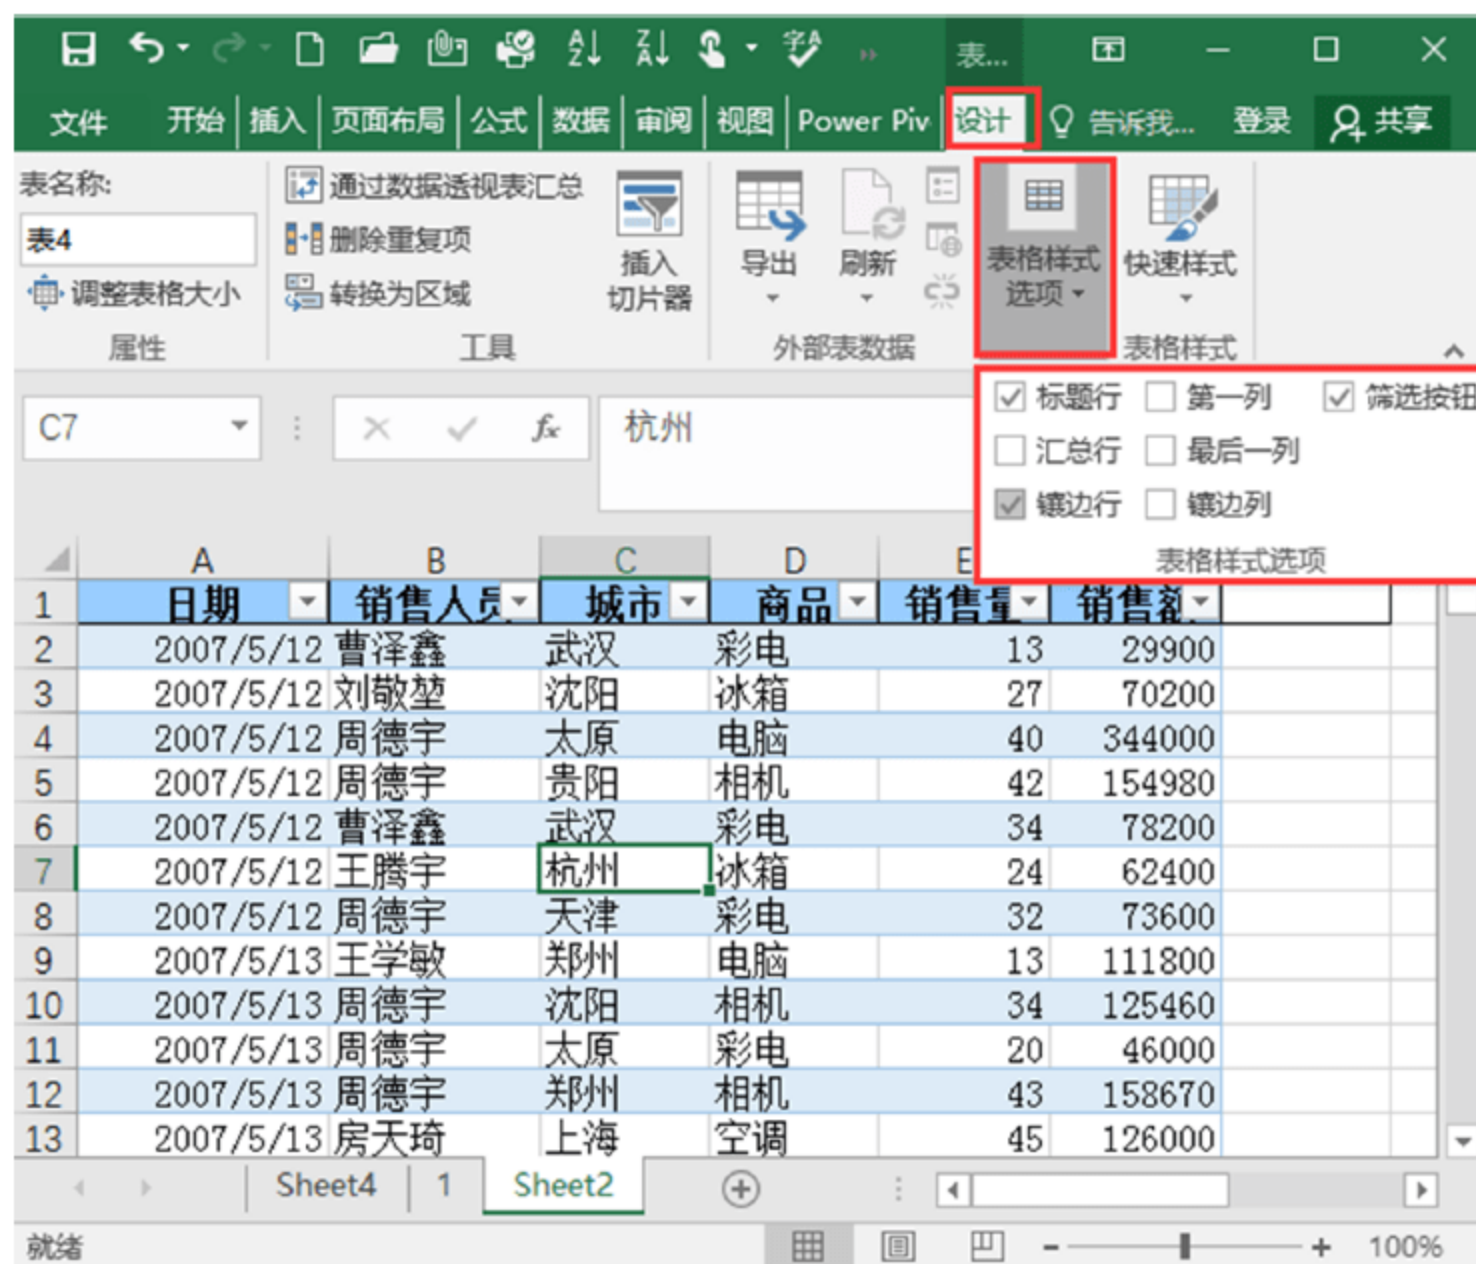 表...
文件 开始 插入 页面布局 公式 数据 审阅 视图 Power Piv 设计 告诉我... 登录 共享
表名称:
表4
调整表格大小
属性
通过数据透视表汇总
删除重复项
转换为区域
插入
切片器
工具
导出
刷新
外部表数据
表格样式
选项
快速样式
表格样式
标题行 第一列 筛选按钮
汇总行 最后一列
镶边行 镶边列
表格样式选项
C7 fx 杭州
A B C D E
1 日期 销售人员 城市 商品 销售量 销售额
2 2007/5/12 曹泽鑫 武汉 彩电 13 29900
3 2007/5/12 刘敬堃 沈阳 冰箱 27 70200
4 2007/5/12 周德宇 太原 电脑 40 344000
5 2007/5/12 周德宇 贵阳 相机 42 154980
6 2007/5/12 曹泽鑫 武汉 彩电 34 78200
7 2007/5/12 王腾宇 杭州 冰箱 24 62400
8 2007/5/12 周德宇 天津 彩电 32 73600
9 2007/5/13 王学敏 郑州 电脑 13 111800
10 2007/5/13 周德宇 沈阳 相机 34 125460
11 2007/5/13 周德宇 太原 彩电 20 46000
12 2007/5/13 周德宇 郑州 相机 43 158670
13 2007/5/13 房天琦 上海 空调 45 126000
Sheet4 1 Sheet2
就绪 100%